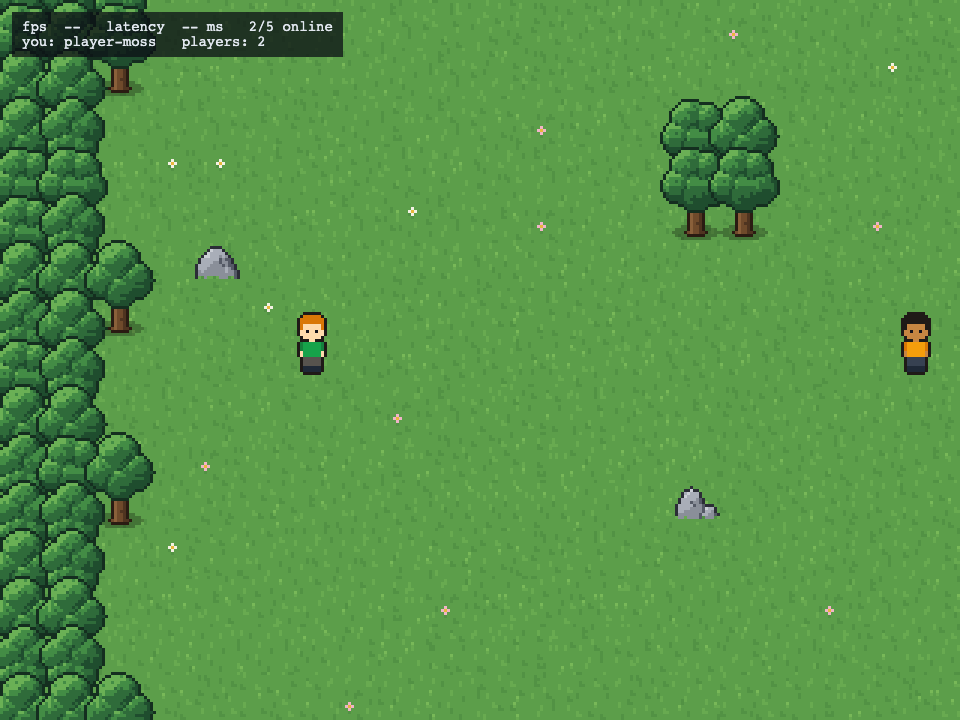 fps  --   latency  -- ms   2/5 online
you: player-moss   players: 2